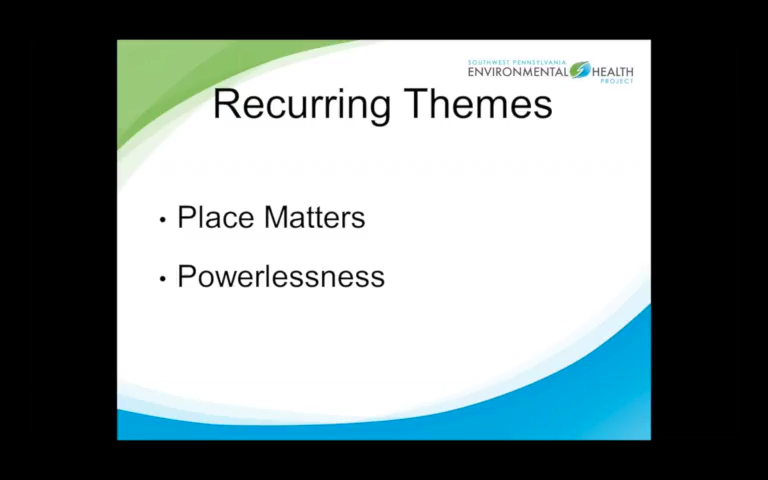 SOUTHWEST PENNSYLVANIA
ENVIRONMENTAL HEALTH
PROJECT
Recurring Themes
• Place Matters
• Powerlessness